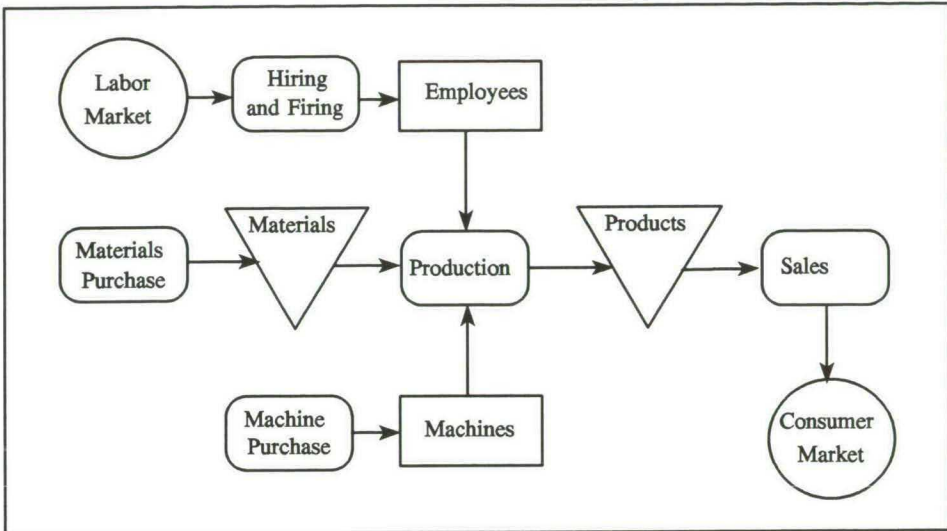 Labor
Market
Hiring
and Firing
Employees
Materials
Purchase
Materials
Production
Products
Sales
Machine
Purchase
Machines
Consumer
Market